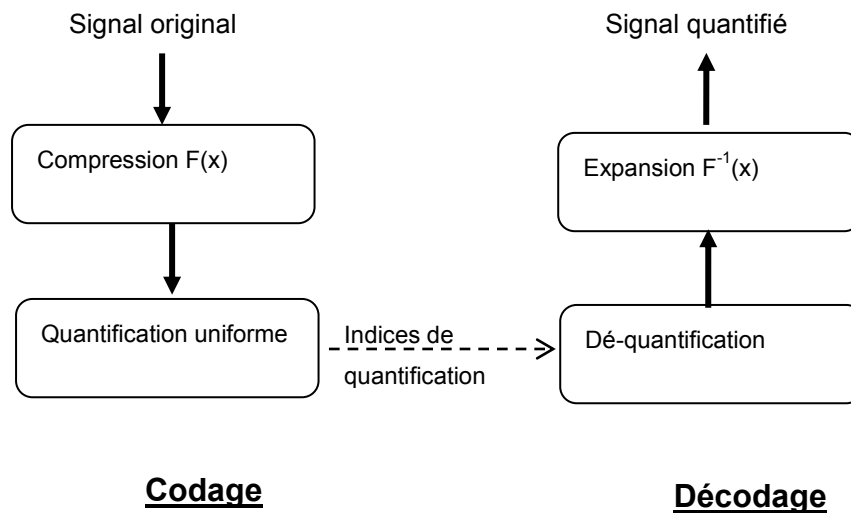 Signal original
Signal quantifié
Compression F(x)
Expansion F⁻¹(x)
Quantification uniforme
Indices de
quantification
Dé-quantification
Codage
Décodage